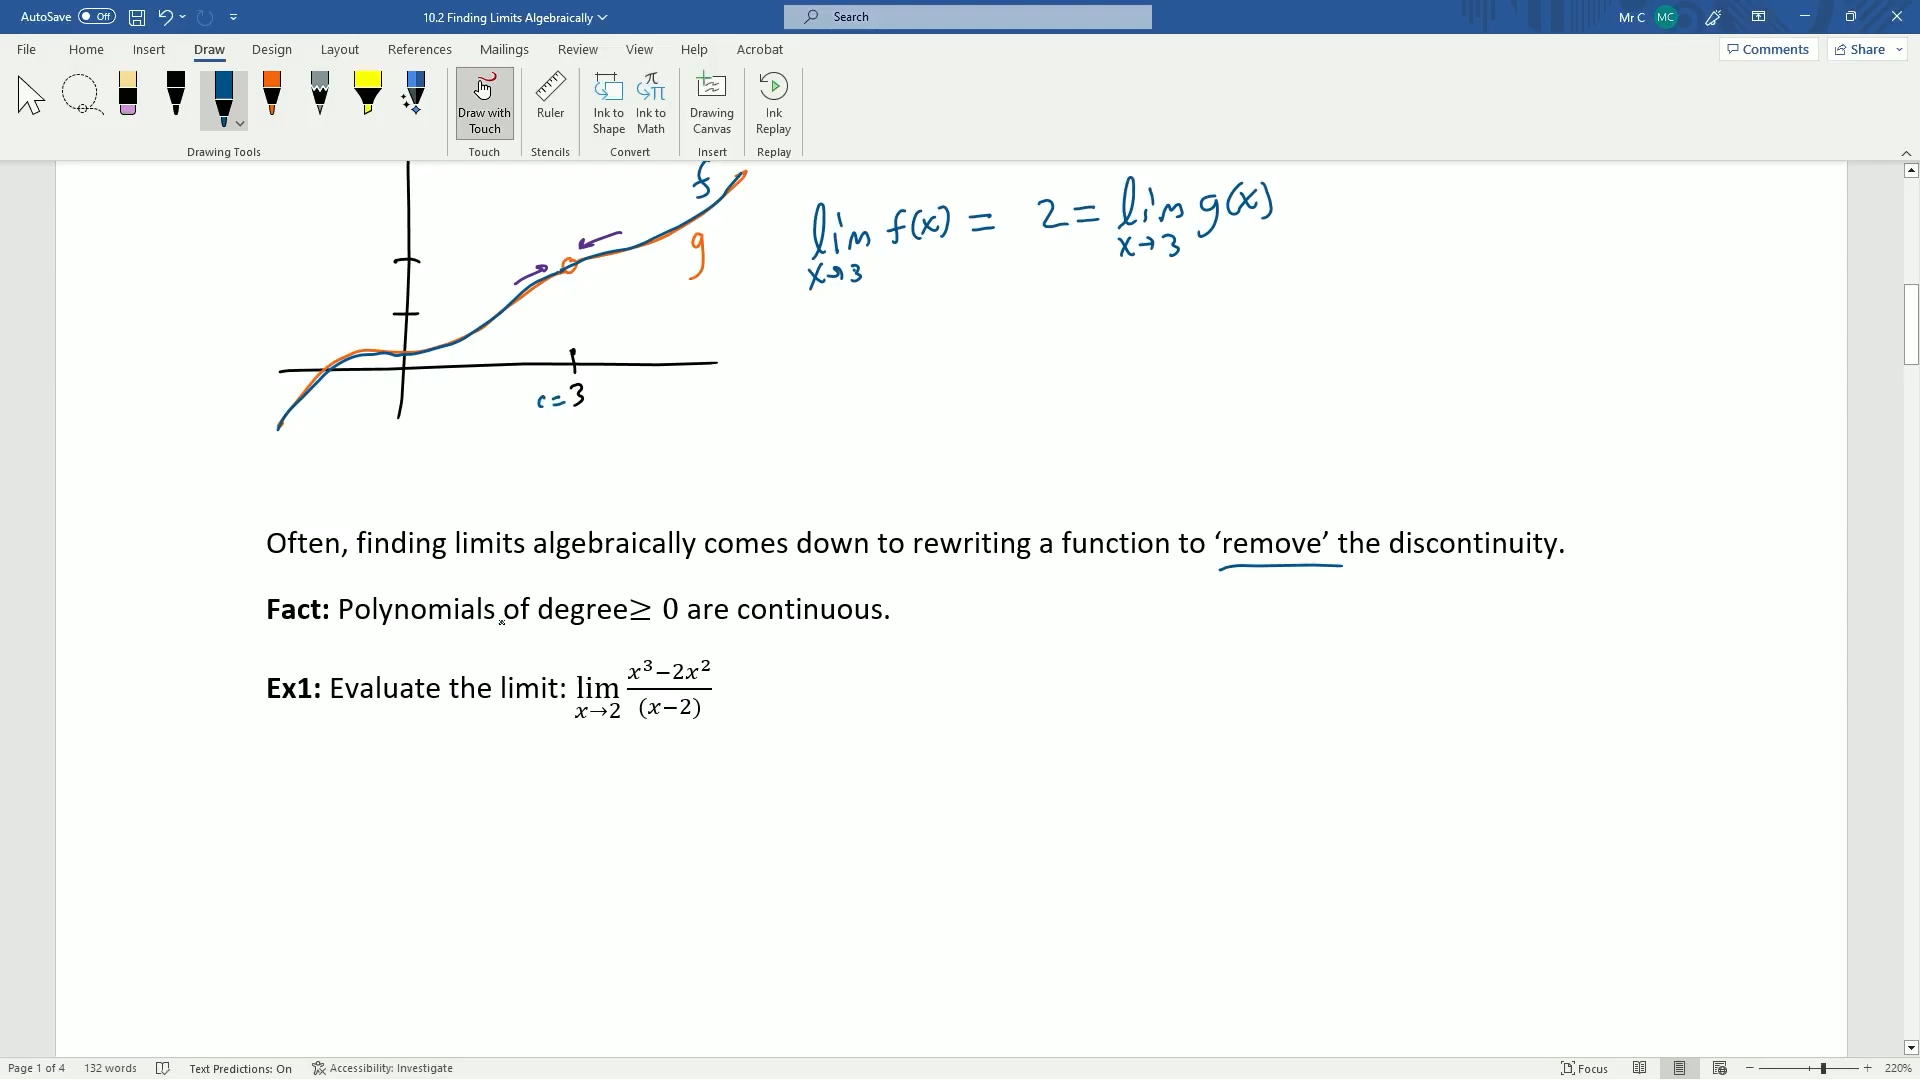 AutoSave Off 10.2 Finding Limits Algebraically Search Mr C MC
File Home Insert Draw Design Layout References Mailings Review View Help Acrobat Comments Share
Draw with Touch Ruler Ink to Shape Ink to Math Drawing Canvas Ink Replay
Drawing Tools Touch Stencils Convert Insert Replay
f
g
c = 3
lim x→3 f(x) = 2 = lim x→3 g(x)
Often, finding limits algebraically comes down to rewriting a function to ‘remove’ the discontinuity.
Fact: Polynomials of degree≥ 0 are continuous.
Ex1: Evaluate the limit: lim x→2 (x³−2x²)/(x−2)
Page 1 of 4 132 words Text Predictions: On Accessibility: Investigate Focus 220%